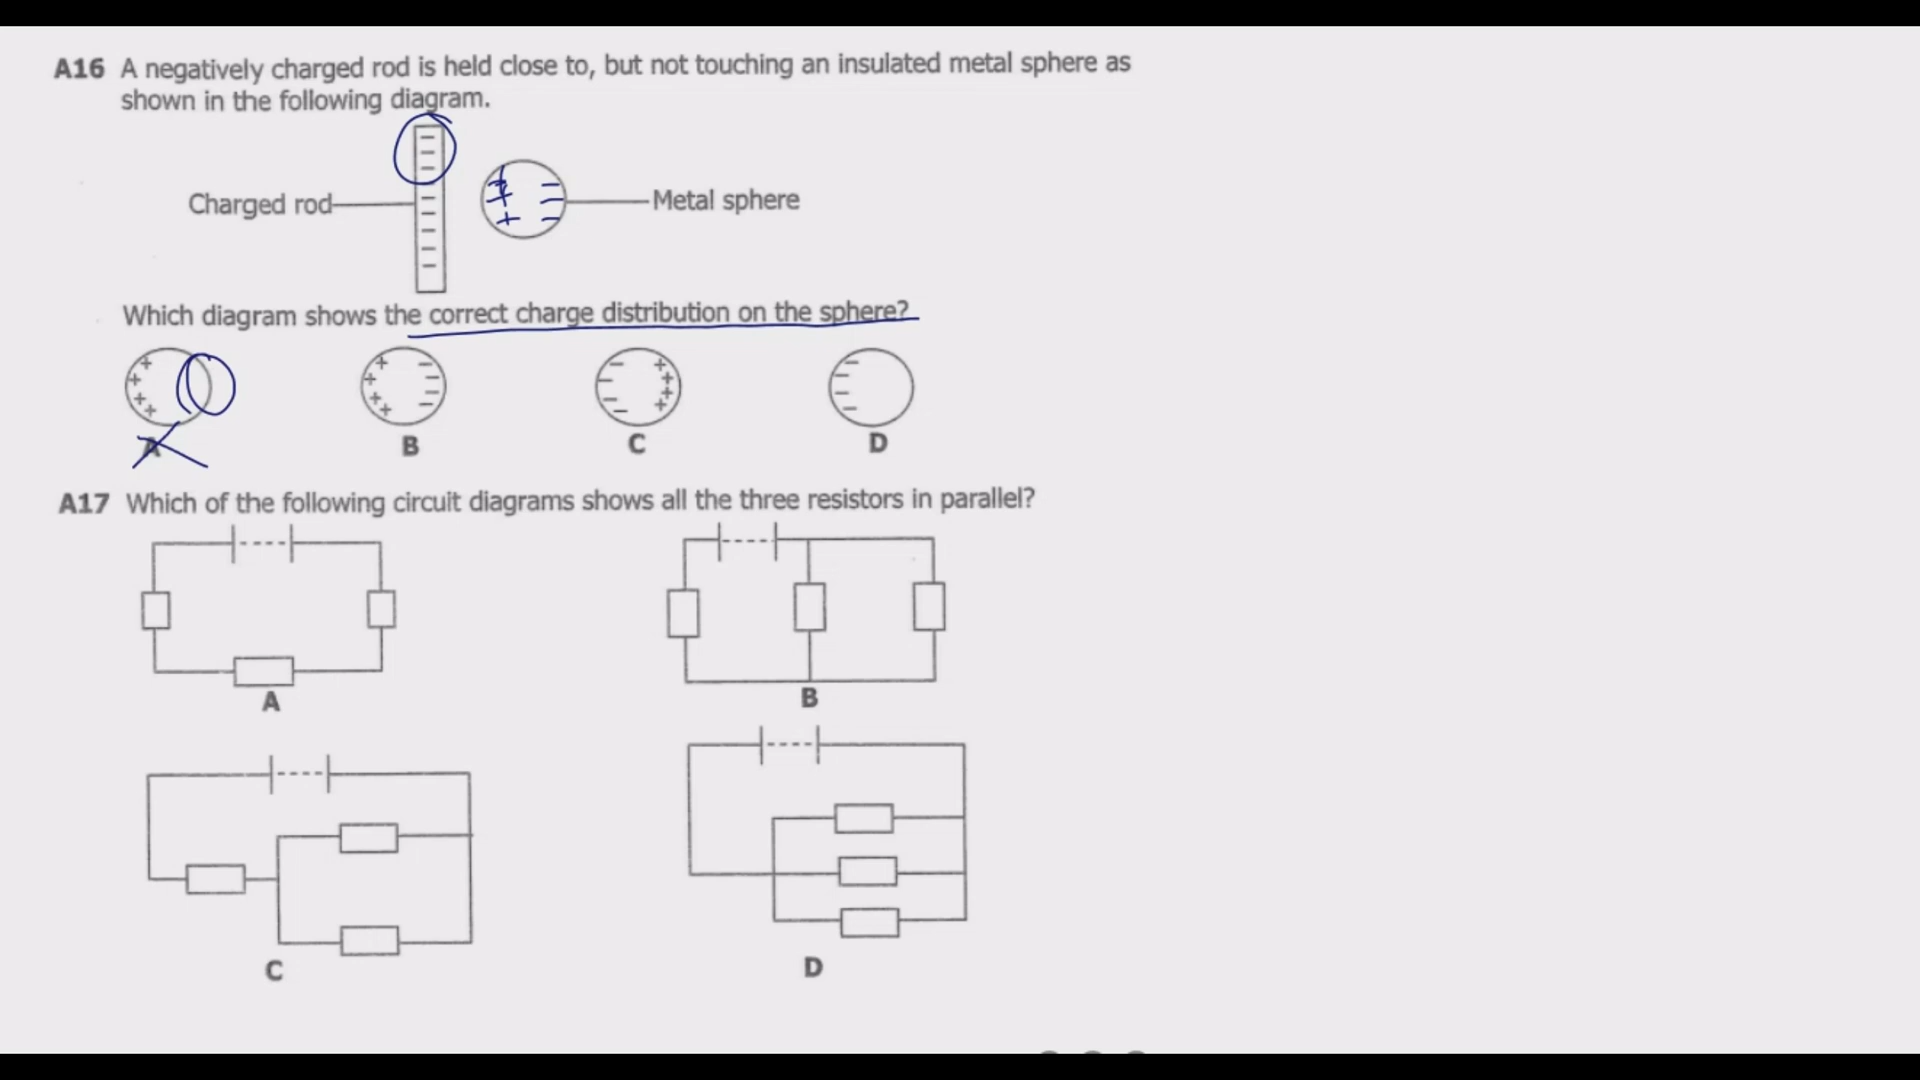 A16 A negatively charged rod is held close to, but not touching an insulated metal sphere as
shown in the following diagram.
Charged rod
Metal sphere
Which diagram shows the correct charge distribution on the sphere?
A
B
C
D
A17 Which of the following circuit diagrams shows all the three resistors in parallel?
A
B
C
D